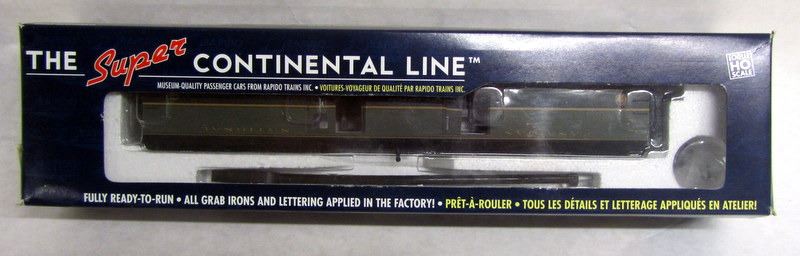 THE Super CONTINENTAL LINE™
MUSEUM-QUALITY PASSENGER CARS FROM RAPIDO TRAINS INC. • VOITURES-VOYAGEUR DE QUALITÉ PAR RAPIDO TRAINS INC.
HO
SCALE
FULLY READY-TO-RUN • ALL GRAB IRONS AND LETTERING APPLIED IN THE FACTORY! • PRÊT-À-ROULER • TOUS LES DÉTAILS ET LETTERAGE APPLIQUÉS EN ATELIER!